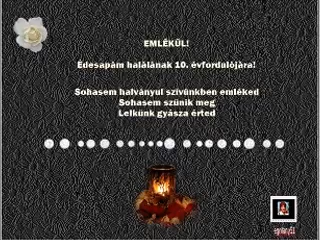 EMLÉKÜL!
Édesapám halálának 10. évfordulójára!
Sohasem halványul szívünkben emléked
Sohasem szűnik meg
Lelkünk gyásza érted